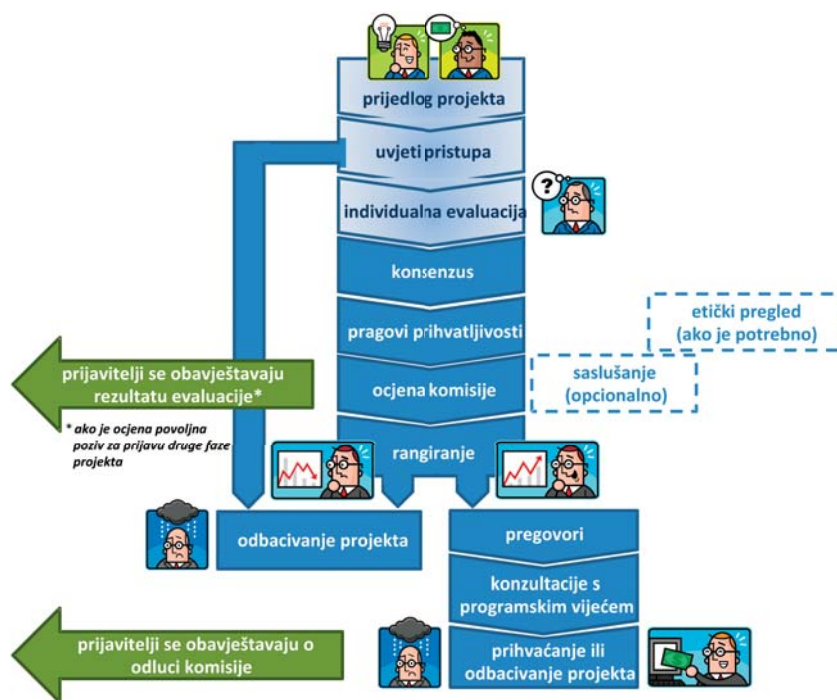 prijedlog projekta
uvjeti pristupa
individualna evaluacija
?
konsenzus
pragovi prihvatljivosti
etički pregled
(ako je potrebno)
ocjena komisije
saslušanje
(opcionalno)
prijavitelji se obavještavaju
rezultatu evaluacije*
* ako je ocjena povoljna
poziv za prijavu druge faze
projekta
rangiranje
odbacivanje projekta
pregovori
konzultacije s
programskim vijećem
prijavitelji se obavještavaju o
odluci komisije
prihvaćanje ili
odbacivanje projekta